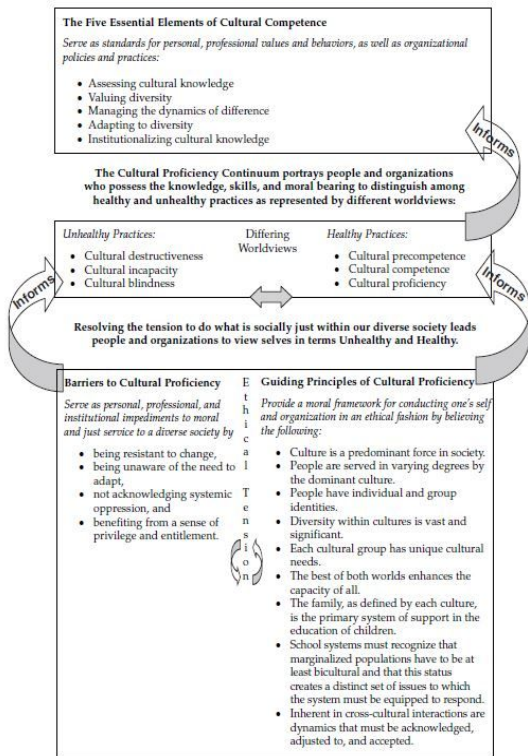 The Five Essential Elements of Cultural Competence
Serve as standards for personal, professional values and behaviors, as well as organizational
policies and practices:
• Assessing cultural knowledge
• Valuing diversity
• Managing the dynamics of difference
• Adapting to diversity
• Institutionalizing cultural knowledge
Informs
The Cultural Proficiency Continuum portrays people and organizations
who possess the knowledge, skills, and moral bearing to distinguish among
healthy and unhealthy practices as represented by different worldviews:
Unhealthy Practices:
• Cultural destructiveness
• Cultural incapacity
• Cultural blindness
Differing
Worldviews
Healthy Practices:
• Cultural precompetence
• Cultural competence
• Cultural proficiency
Informs
Informs
Resolving the tension to do what is socially just within our diverse society leads
people and organizations to view selves in terms Unhealthy and Healthy.
Barriers to Cultural Proficiency
Serve as personal, professional, and
institutional impediments to moral
and just service to a diverse society by
• being resistant to change,
• being unaware of the need to
adapt,
• not acknowledging systemic
oppression, and
• benefiting from a sense of
privilege and entitlement.
Ethical Tension
Guiding Principles of Cultural Proficiency
Provide a moral framework for conducting one's self
and organization in an ethical fashion by believing
the following:
• Culture is a predominant force in society.
• People are served in varying degrees by
the dominant culture.
• People have individual and group
identities.
• Diversity within cultures is vast and
significant.
• Each cultural group has unique cultural
needs.
• The best of both worlds enhances the
capacity of all.
• The family, as defined by each culture,
is the primary system of support in the
education of children.
• School systems must recognize that
marginalized populations have to be at
least bicultural and that this status
creates a distinct set of issues to which
the system must be equipped to respond.
• Inherent in cross-cultural interactions are
dynamics that must be acknowledged,
adjusted to, and accepted.